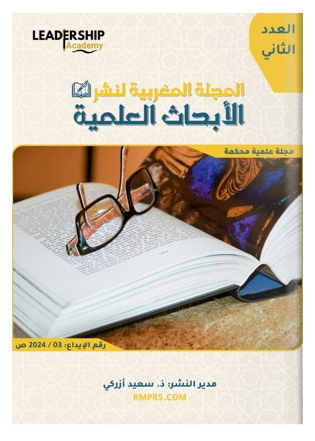 العدد
الثاني
LEADERSHIP
Academy
المجلة المغربية لنشر
الأبحاث العلمية
مجلة علمية محكمة
رقم الإيداع: 03 / 2024 ص
مدير النشر: ذ. سعيد أزركي
RMPRS.COM